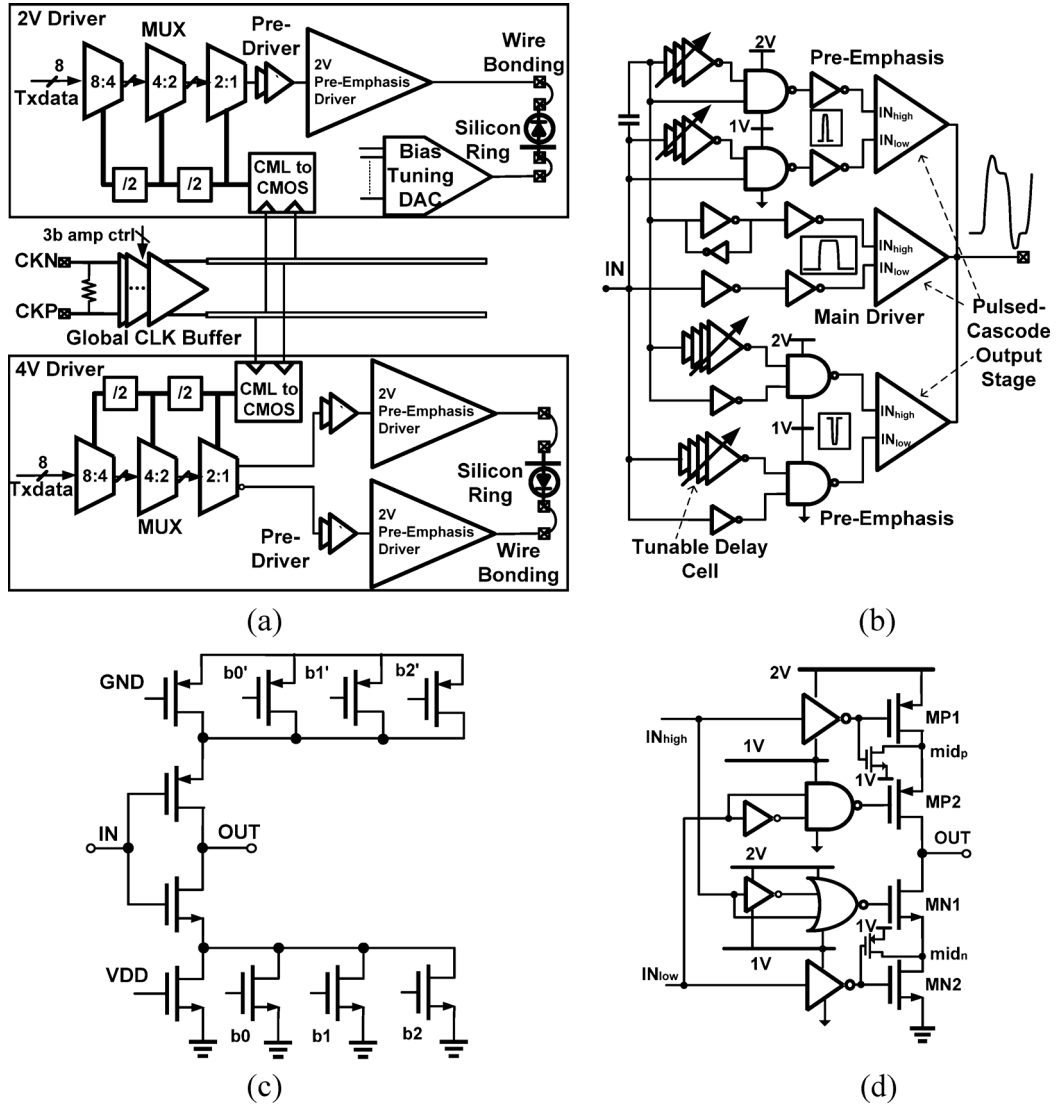 2V Driver
MUX
Pre-
Driver
Wire
Bonding
8
Txdata
8:4
4:2
2:1
2V
Pre-Emphasis
Driver
Silicon
Ring
/2
/2
CML to
CMOS
Bias
Tuning
DAC
3b amp ctrl
CKN
...
CKP
Global CLK Buffer
4V Driver
/2
/2
CML to
CMOS
2V
Pre-Emphasis
Driver
8
Txdata
8:4
4:2
2:1
MUX
Silicon
Ring
Pre-
Driver
2V
Pre-Emphasis
Driver
Wire
Bonding
(a)
2V
Pre-Emphasis
INhigh
INlow
1V
IN
INhigh
INlow
Main Driver
Pulsed-
Cascode
Output
Stage
2V
1V
INhigh
INlow
Pre-Emphasis
Tunable Delay
Cell
(b)
GND
b0'
b1'
b2'
IN
OUT
VDD
b0
b1
b2
(c)
2V
MP1
INhigh
midp
1V
1V
MP2
OUT
2V
MN1
1V
1V
midn
INlow
MN2
(d)